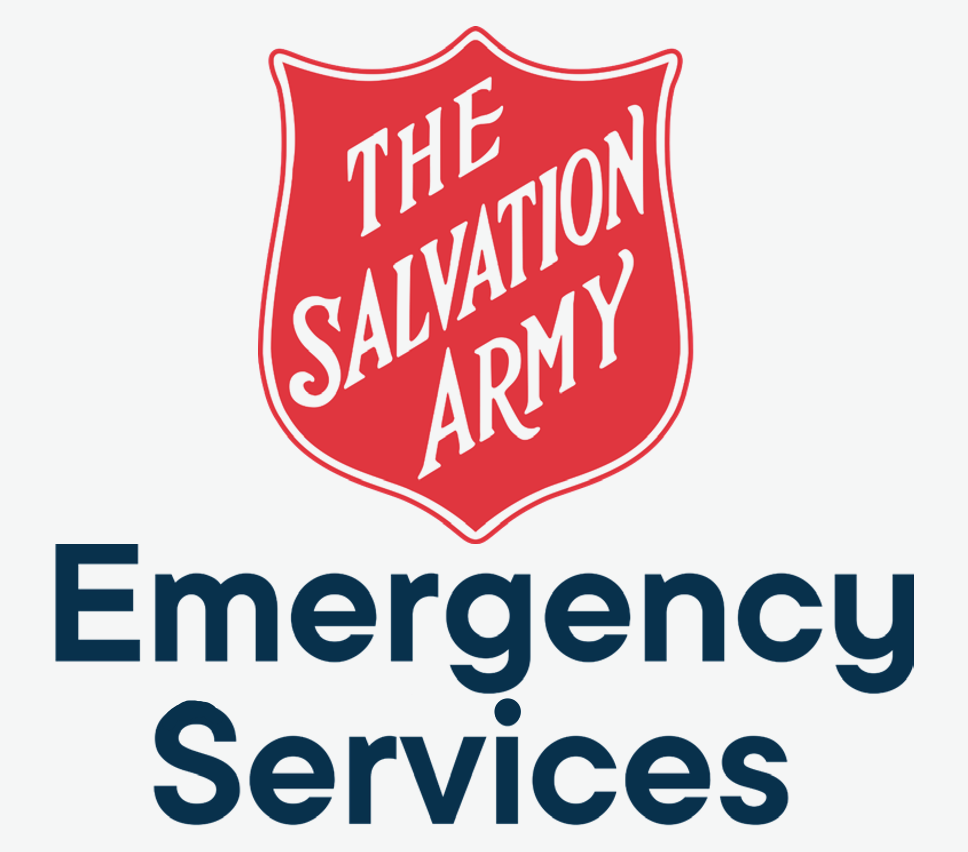 THE
SALVATION
ARMY
Emergency
Services